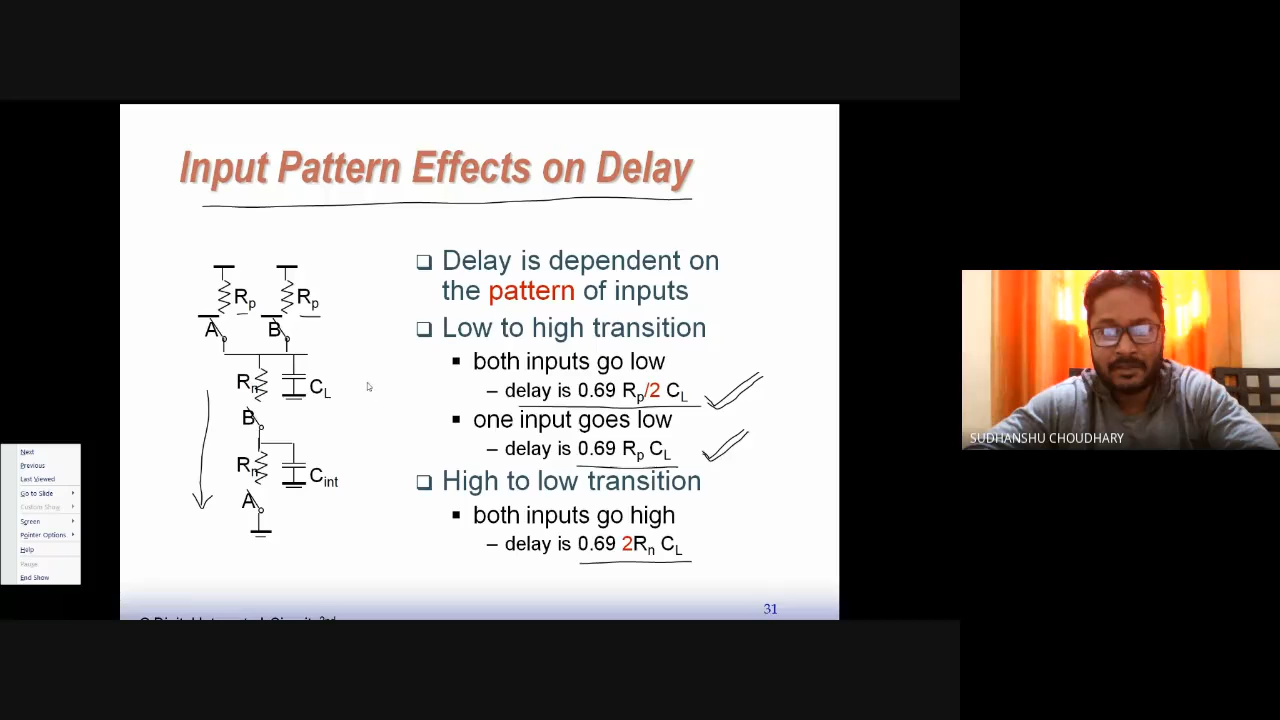 Input Pattern Effects on Delay
Rp
Rp
A
B
Rn
CL
B
Rn
Cint
A
❑ Delay is dependent on
the pattern of inputs
❑ Low to high transition
▪ both inputs go low
– delay is 0.69 Rp/2 CL
▪ one input goes low
– delay is 0.69 Rp CL
❑ High to low transition
▪ both inputs go high
– delay is 0.69 2Rn CL
31
Next
Previous
Last Viewed
Go to Slide
Custom Show
Screen
Pointer Options
Help
Pause
End Show
SUDHANSHU CHOUDHARY